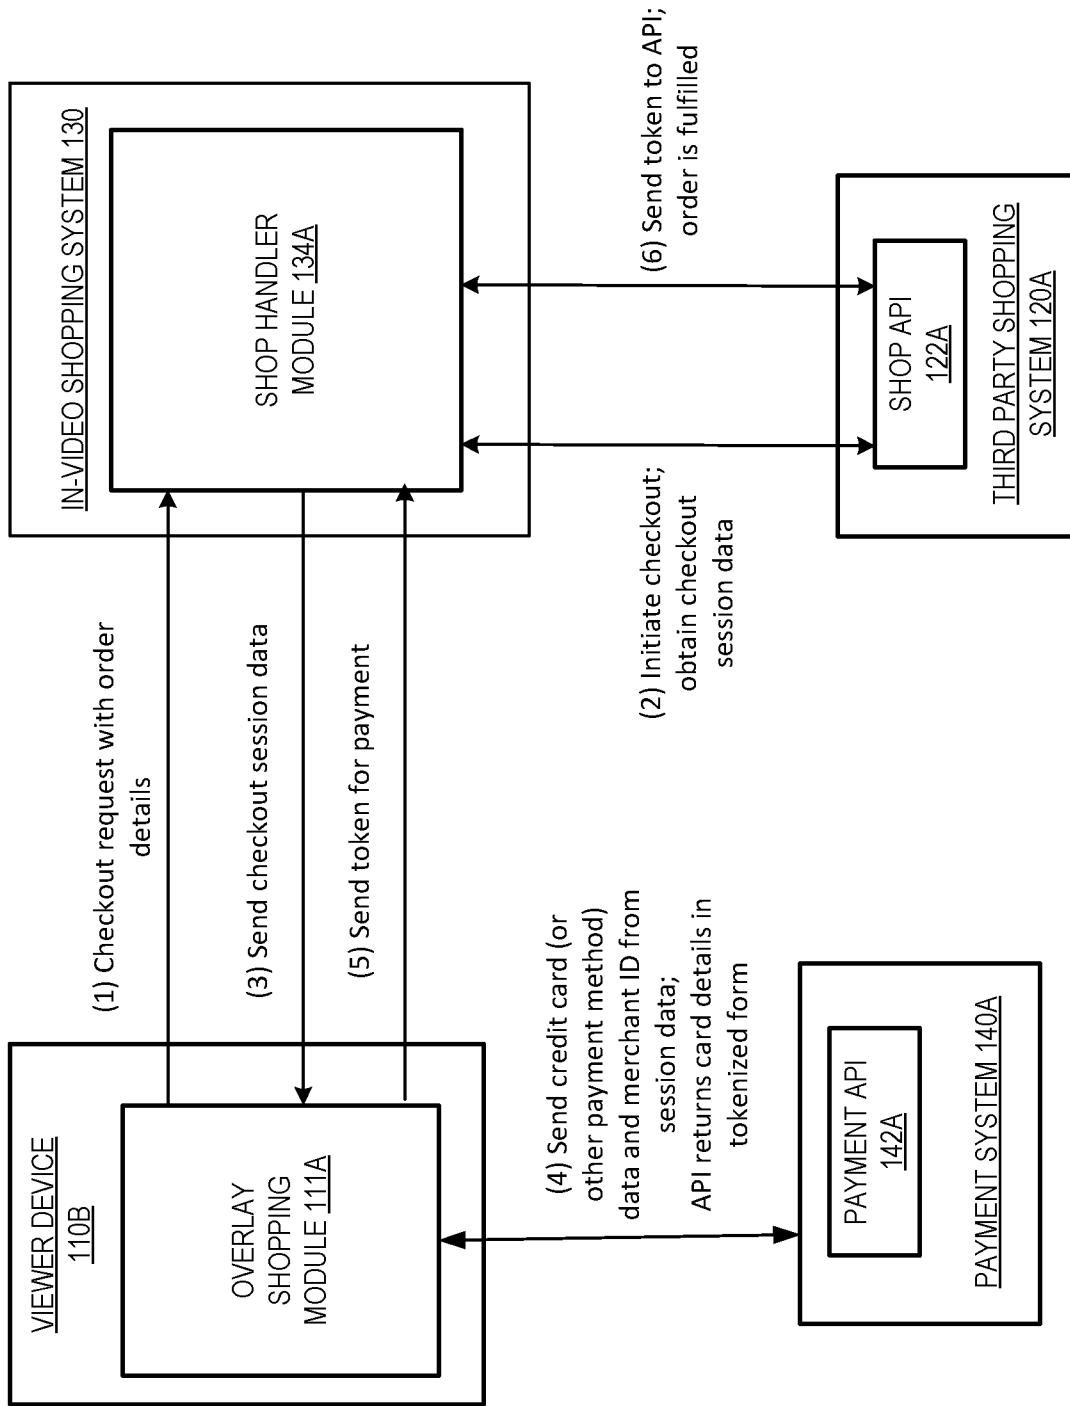 VIEWER DEVICE
110B
OVERLAY
SHOPPING
MODULE 111A
(1) Checkout request with order
details
(3) Send checkout session data
(5) Send token for payment
IN-VIDEO SHOPPING SYSTEM 130
SHOP HANDLER
MODULE 134A
(4) Send credit card (or
other payment method)
data and merchant ID from
session data;
API returns card details in
tokenized form
(2) Initiate checkout;
obtain checkout
session data
(6) Send token to API;
order is fulfilled
PAYMENT API
142A
PAYMENT SYSTEM 140A
SHOP API
122A
THIRD PARTY SHOPPING
SYSTEM 120A